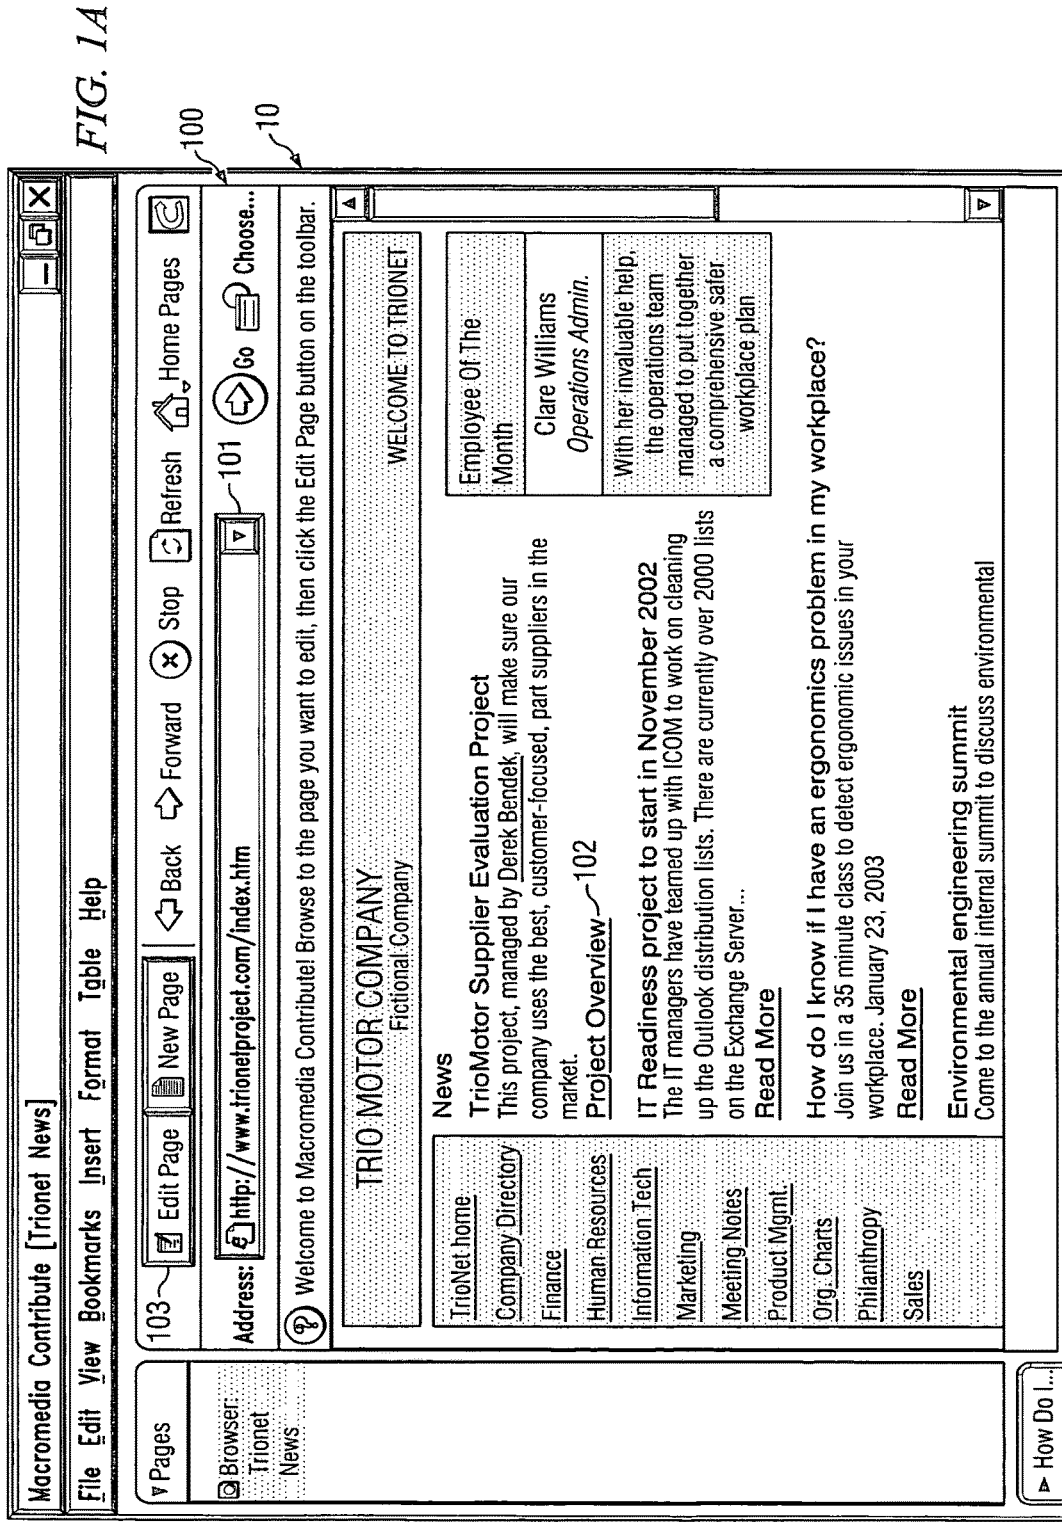 FIG. 1A
Macromedia Contribute [Trionet News]
File Edit View Bookmarks Insert Format Table Help
Pages
103
Edit Page
New Page
Back
Forward
Stop
Refresh
Home Pages
100
10
Browser:
Trionet
News
Address:
http://www.trionetproject.com/index.htm
101
Go
Choose...
Welcome to Macromedia Contribute! Browse to the page you want to edit, then click the Edit Page button on the toolbar.
TRIO MOTOR COMPANY
Fictional Company
WELCOME TO TRIONET
TrioNet home
Company Directory
Finance
Human Resources
Information Tech
Marketing
Meeting Notes
Product Mgmt.
Org. Charts
Philanthropy
Sales
News
TrioMotor Supplier Evaluation Project
This project, managed by Derek Bendek, will make sure our
company uses the best, customer-focused, part suppliers in the
market.
Project Overview
102
IT Readiness project to start in November 2002
The IT managers have teamed up with ICOM to work on cleaning
up the Outlook distribution lists. There are currently over 2000 lists
on the Exchange Server...
Read More
How do I know if I have an ergonomics problem in my workplace?
Join us in a 35 minute class to detect ergonomic issues in your
workplace. January 23, 2003
Read More
Environmental engineering summit
Come to the annual internal summit to discuss environmental
Employee Of The
Month
Clare Williams
Operations Admin.
With her invaluable help,
the operations team
managed to put together
a comprehensive safer
workplace plan
How Do I...